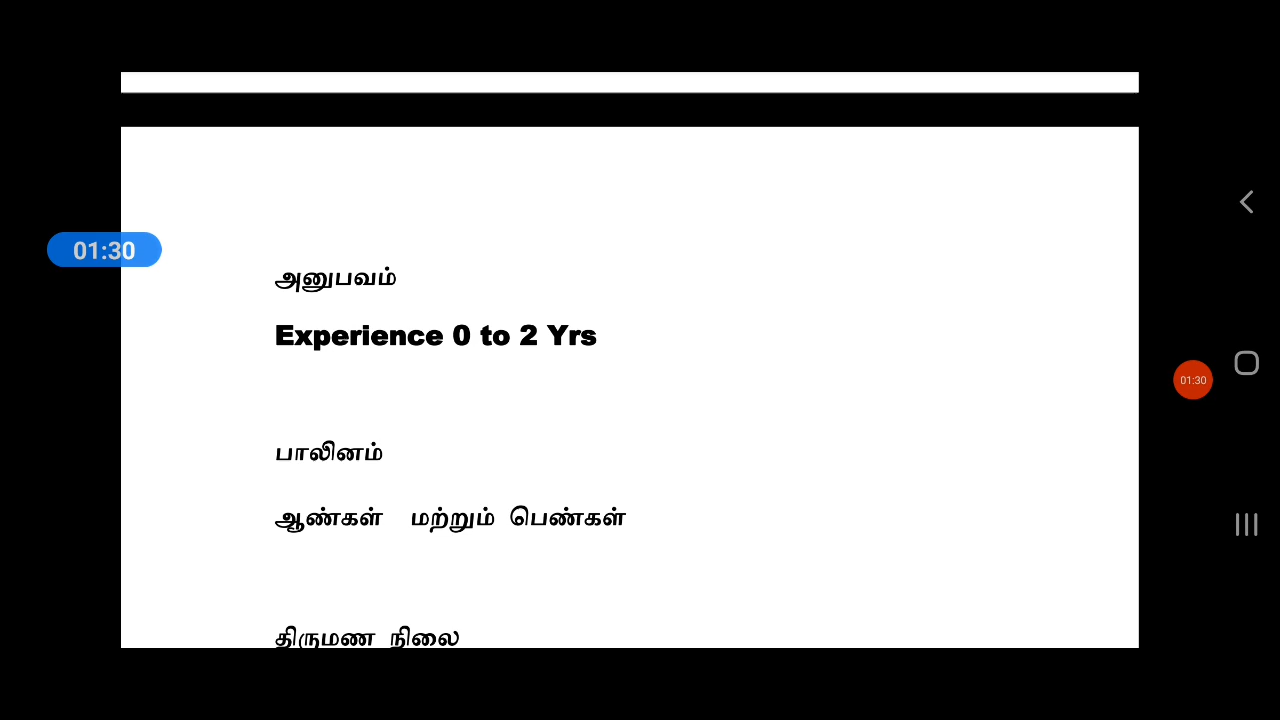 01:30
அனுபவம்
Experience 0 to 2 Yrs
01:30
பாலினம்
ஆண்கள் மற்றும் பெண்கள்
திருமண நிலை